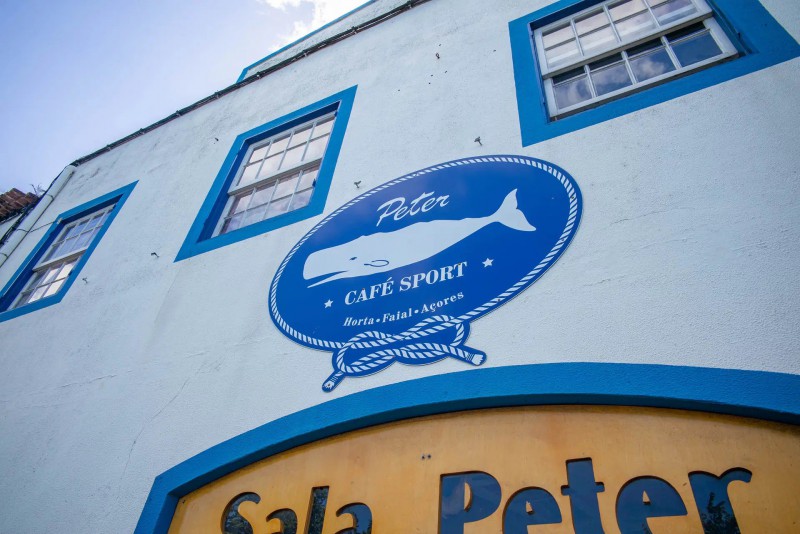 Peter
CAFÉ SPORT
Horta • Faial • Açores
Sala Peter